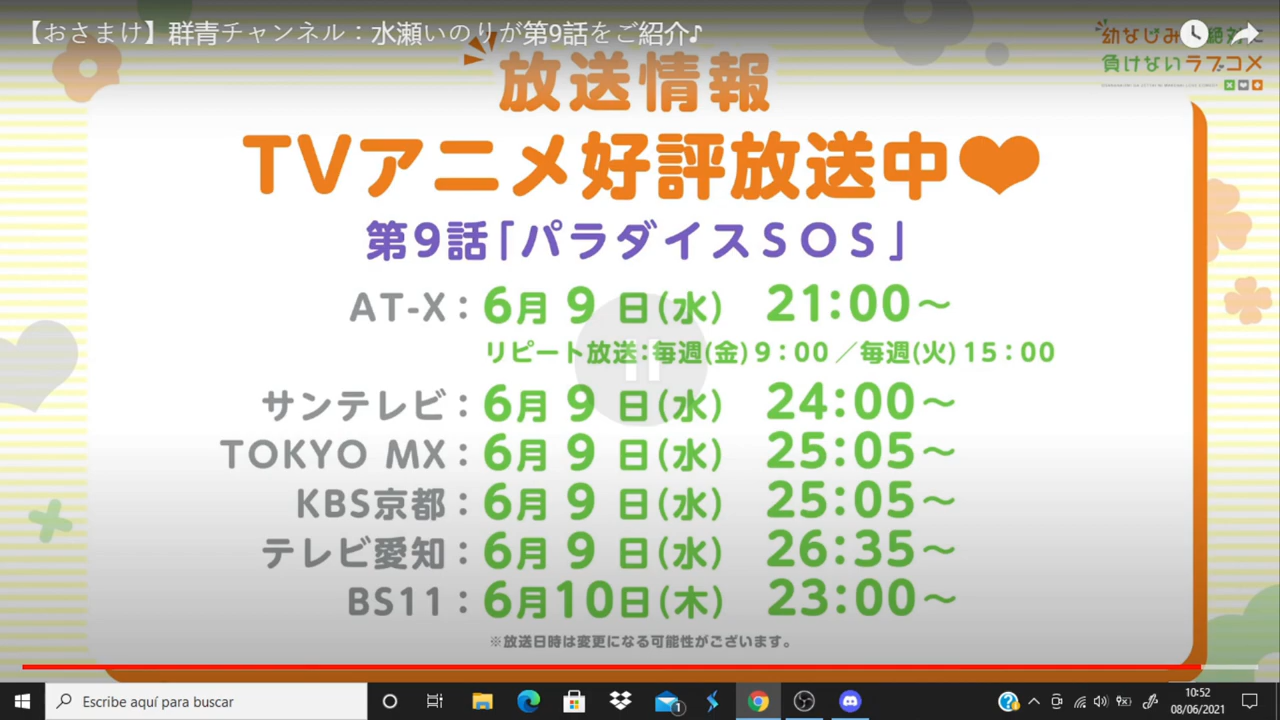 【おさまけ】群青チャンネル：水瀬いのりが第9話をご紹介♪
幼なじみ 絶対に
負けないラブコメ
放送情報
TVアニメ好評放送中❤
第9話「パラダイスSOS」
AT-X：6月 9 日(水) 21:00～
リピート放送：毎週(金) 9：00 ／毎週(火) 15：00
サンテレビ：6月 9 日(水) 24:00～
TOKYO MX：6月 9 日(水) 25:05～
KBS京都：6月 9 日(水) 25:05～
テレビ愛知：6月 9 日(水) 26:35～
BS11：6月10日(木) 23:00～
※放送日時は変更になる可能性がございます。
Escribe aquí para buscar
1
10:52
08/06/2021